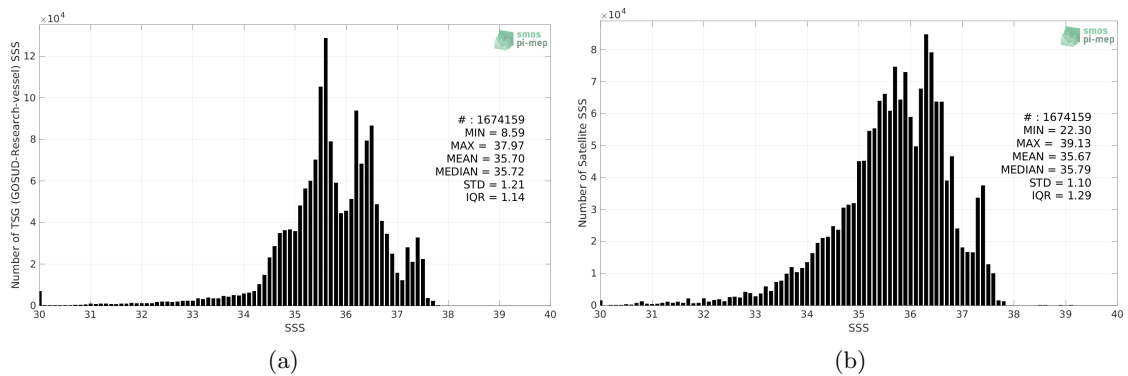 ×10⁴
smos
pi-mep
Number of TSG (GOSUD-Research-vessel) SSS
12
10
8
6
4
2
0
# : 1674159
MIN = 8.59
MAX = 37.97
MEAN = 35.70
MEDIAN = 35.72
STD = 1.21
IQR = 1.14
30 31 32 33 34 35 36 37 38 39 40
SSS
(a)
×10⁴
smos
pi-mep
Number of Satellite SSS
8
7
6
5
4
3
2
1
0
# : 1674159
MIN = 22.30
MAX = 39.13
MEAN = 35.67
MEDIAN = 35.79
STD = 1.10
IQR = 1.29
30 31 32 33 34 35 36 37 38 39 40
SSS
(b)